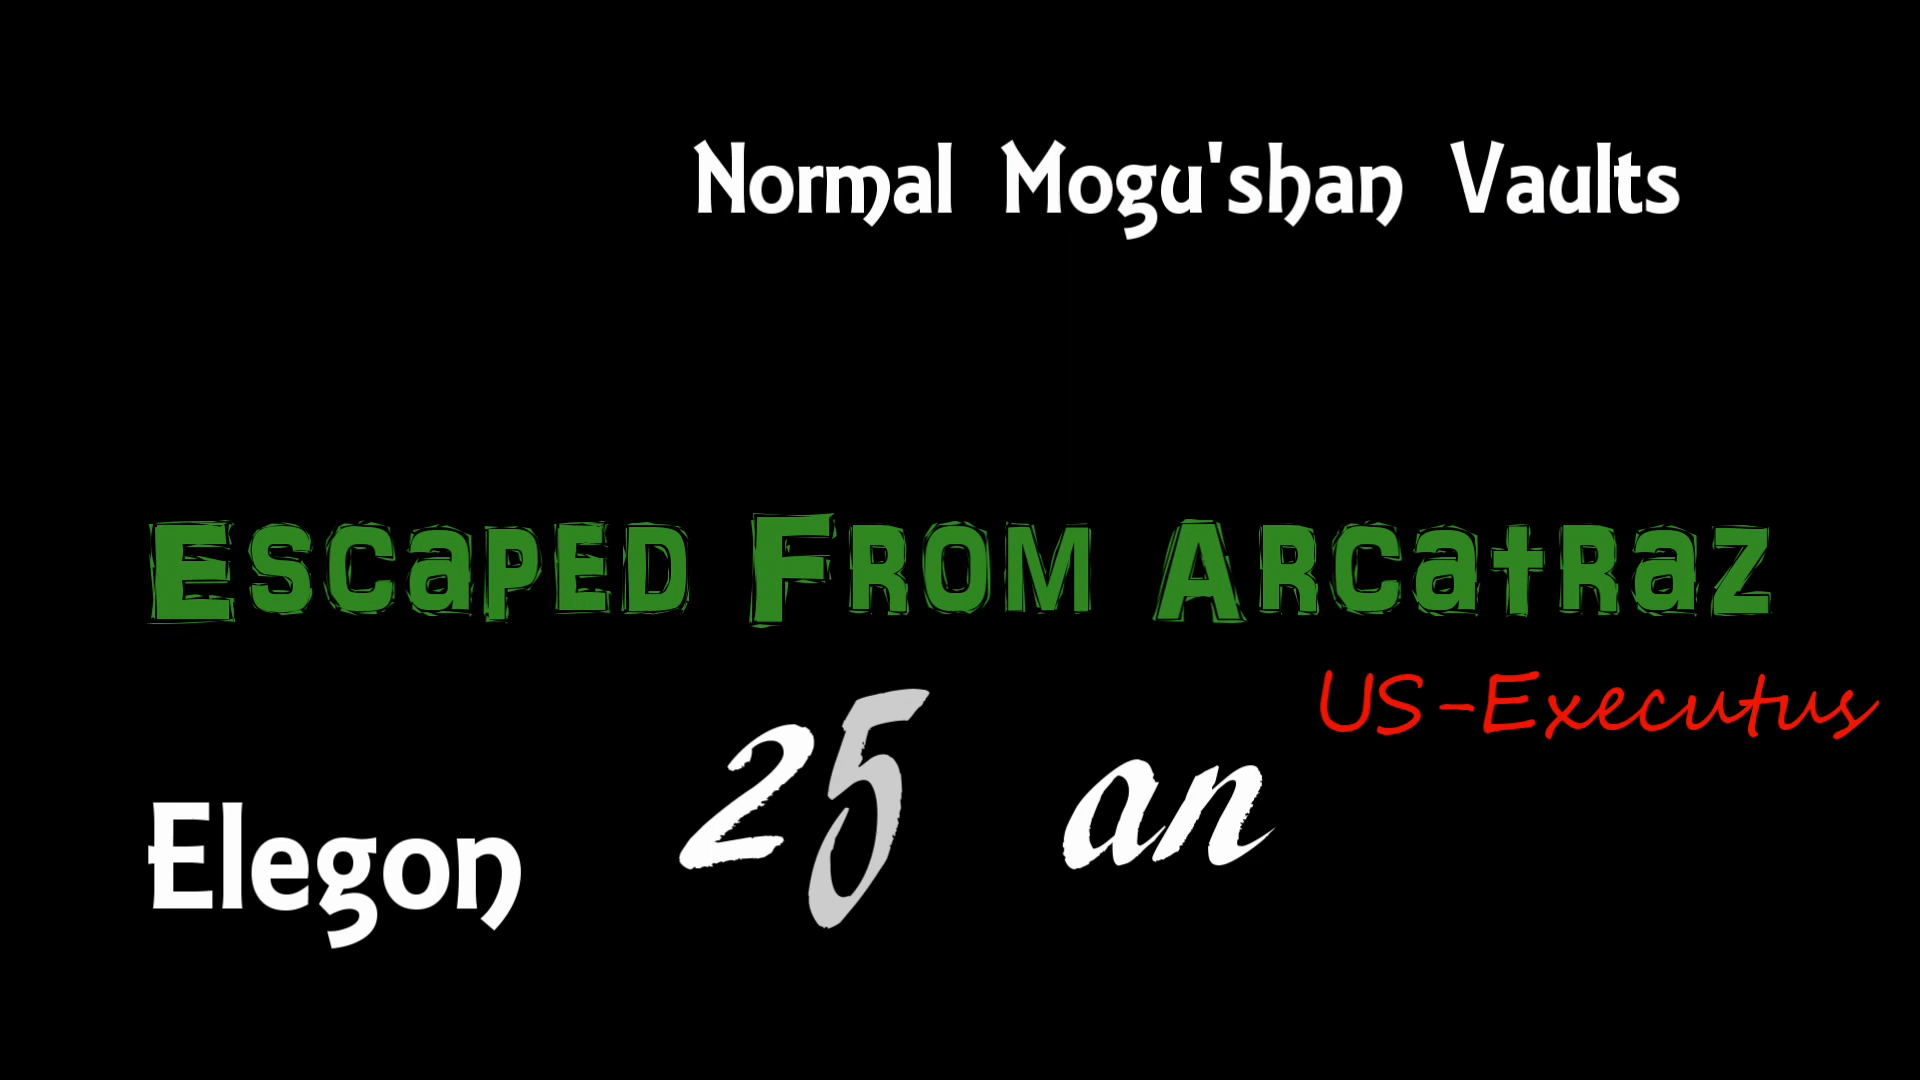 Normal Mogu'shan Vaults
Escaped From Arcatraz
US-Executus
Elegon 25 an